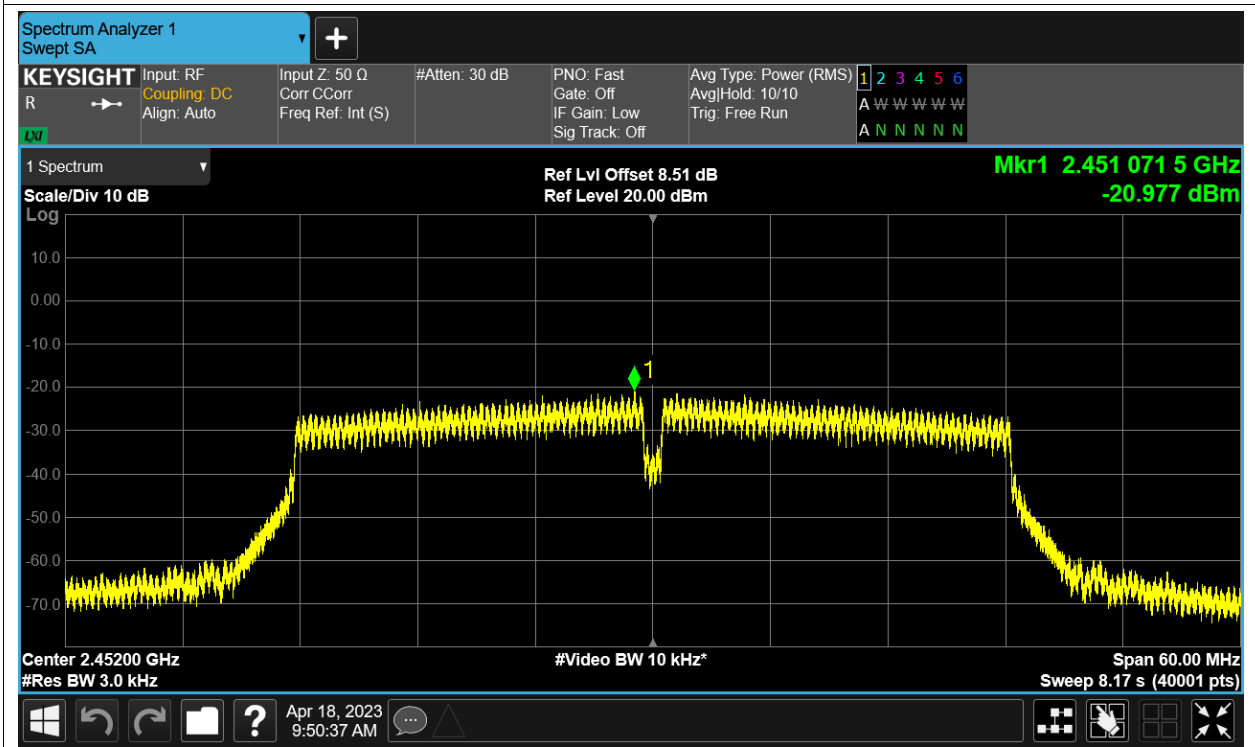 Spectrum Analyzer 1
Swept SA
KEYSIGHT
R
LXI
Input: RF
Coupling: DC
Align: Auto
Input Z: 50 Ω
Corr CCorr
Freq Ref: Int (S)
#Atten: 30 dB
PNO: Fast
Gate: Off
IF Gain: Low
Sig Track: Off
Avg Type: Power (RMS)
Avg|Hold: 10/10
Trig: Free Run
1 2 3 4 5 6
A W W W W W
A N N N N N
1 Spectrum
Scale/Div 10 dB
Log
Ref Lvl Offset 8.51 dB
Ref Level 20.00 dBm
Mkr1 2.451 071 5 GHz
-20.977 dBm
10.0
0.00
-10.0
-20.0
-30.0
-40.0
-50.0
-60.0
-70.0
1
Center 2.45200 GHz
#Res BW 3.0 kHz
#Video BW 10 kHz*
Span 60.00 MHz
Sweep 8.17 s (40001 pts)
?
Apr 18, 2023
9:50:37 AM